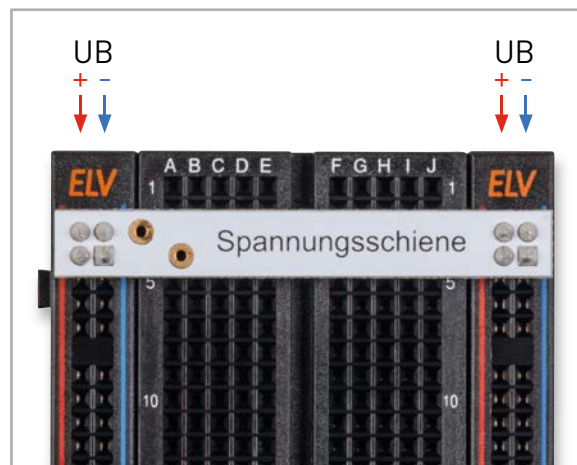 UB UB
+ − + −
ELV A B C D E F G H I J ELV
1 1
Spannungsschiene
5 5
10 10